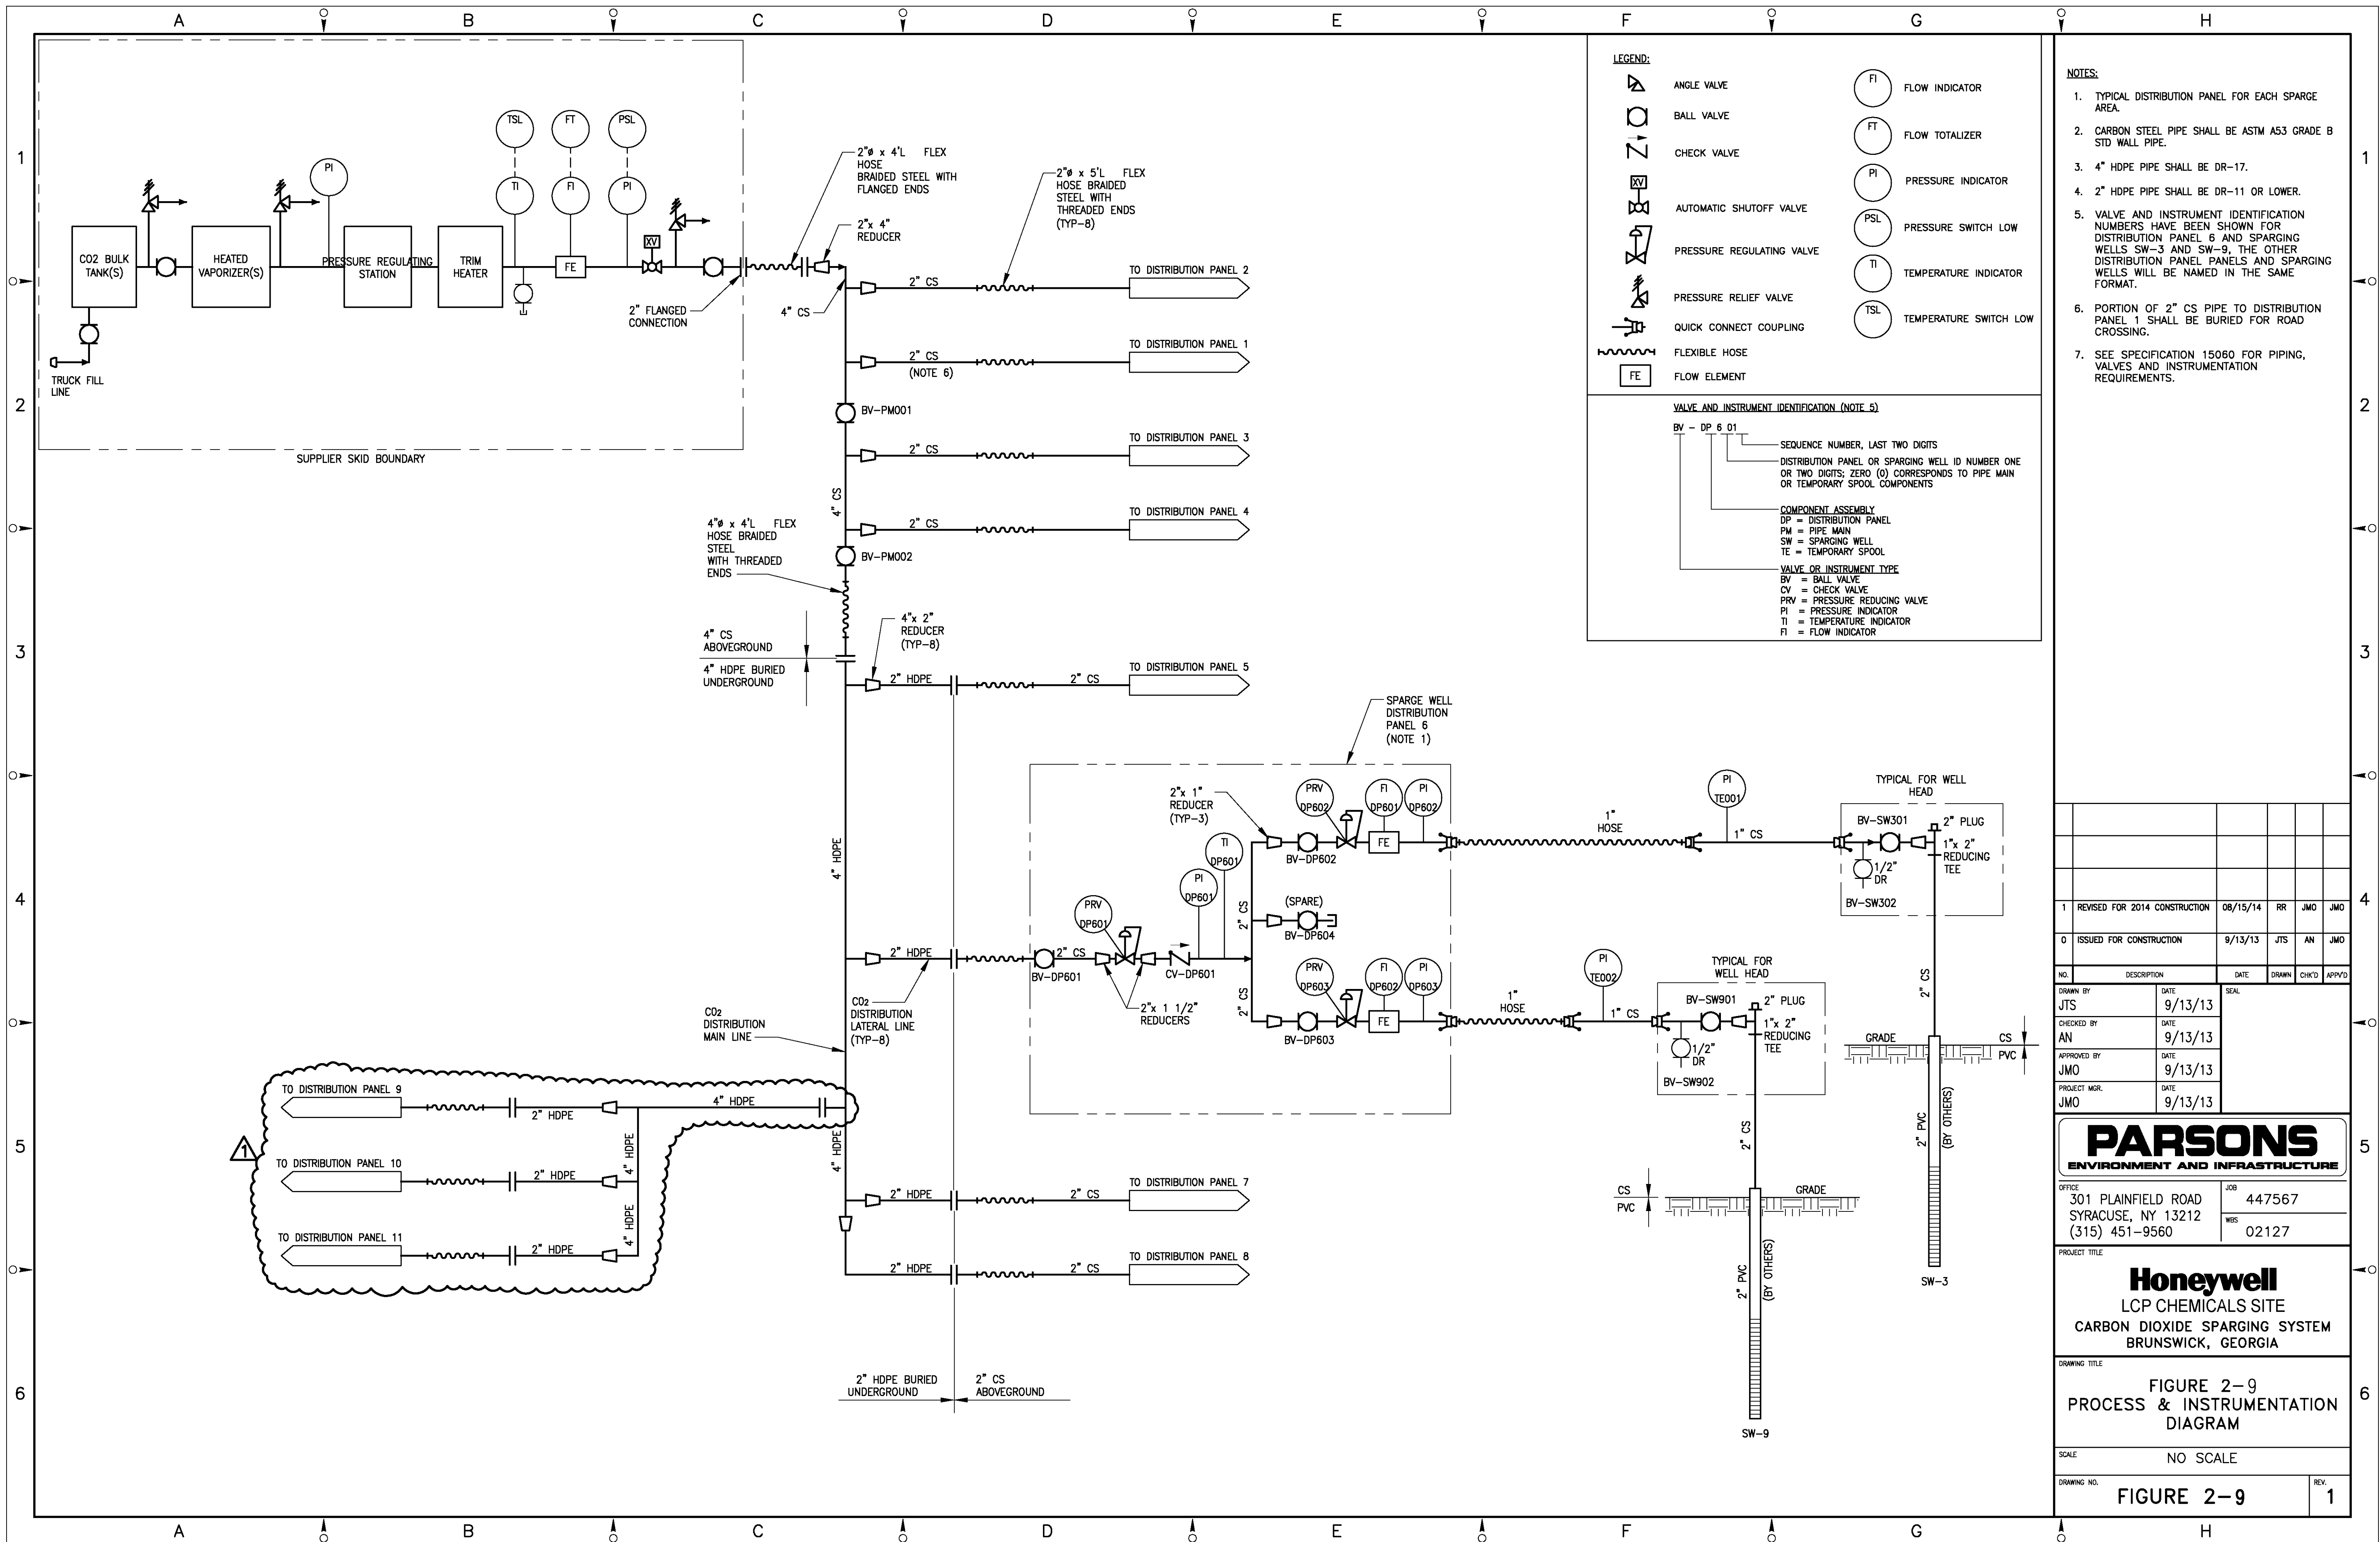 A B C D E F G H
1
2
3
4
5
6
CO2 BULK
TANK(S)
TRUCK FILL
LINE
HEATED
VAPORIZER(S)
PI
PRESSURE REGULATING
STATION
TRIM
HEATER
TSL
TI
FT
FI
PSL
PI
FE
XV
SUPPLIER SKID BOUNDARY
2"ø x 4'L FLEX
HOSE
BRAIDED STEEL WITH
FLANGED ENDS
2"x 4"
REDUCER
2" FLANGED
CONNECTION
4" CS
2"ø x 5'L FLEX
HOSE BRAIDED
STEEL WITH
THREADED ENDS
(TYP-8)
2" CS
TO DISTRIBUTION PANEL 2
2" CS
(NOTE 6)
TO DISTRIBUTION PANEL 1
BV-PM001
2" CS
TO DISTRIBUTION PANEL 3
4" CS
2" CS
TO DISTRIBUTION PANEL 4
BV-PM002
4"ø x 4'L FLEX
HOSE BRAIDED
STEEL
WITH THREADED
ENDS
4" CS
ABOVEGROUND
4" HDPE BURIED
UNDERGROUND
4"x 2"
REDUCER
(TYP-8)
2" HDPE
2" CS
TO DISTRIBUTION PANEL 5
SPARGE WELL
DISTRIBUTION
PANEL 6
(NOTE 1)
4" HDPE
2" HDPE
CO2
DISTRIBUTION
LATERAL LINE
(TYP-8)
CO2
DISTRIBUTION
MAIN LINE
BV-DP601
2" CS
PRV
DP601
2"x 1 1/2"
REDUCERS
CV-DP601
PI
DP601
TI
DP601
2"x 1"
REDUCER
(TYP-3)
2" CS
2" CS
BV-DP602
PRV
DP602
FI
DP601
PI
DP602
FE
(SPARE)
BV-DP604
BV-DP603
PRV
DP603
FI
DP602
PI
DP603
FE
1"
HOSE
PI
TE001
1" CS
TYPICAL FOR WELL
HEAD
BV-SW301
2" PLUG
1"x 2"
REDUCING
TEE
1/2"
DR
BV-SW302
2" CS
GRADE
CS
PVC
2" PVC
(BY OTHERS)
SW-3
1"
HOSE
PI
TE002
1" CS
TYPICAL FOR
WELL HEAD
BV-SW901
2" PLUG
1"x 2"
REDUCING
TEE
1/2"
DR
BV-SW902
2" CS
CS
PVC
GRADE
2" PVC
(BY OTHERS)
SW-9
1
TO DISTRIBUTION PANEL 9
2" HDPE
4" HDPE
4" HDPE
TO DISTRIBUTION PANEL 10
2" HDPE
4" HDPE
TO DISTRIBUTION PANEL 11
2" HDPE
4" HDPE
2" HDPE
2" CS
TO DISTRIBUTION PANEL 7
2" HDPE
2" CS
TO DISTRIBUTION PANEL 8
2" HDPE BURIED
UNDERGROUND
2" CS
ABOVEGROUND
LEGEND:
ANGLE VALVE
BALL VALVE
CHECK VALVE
XV
AUTOMATIC SHUTOFF VALVE
PRESSURE REGULATING VALVE
PRESSURE RELIEF VALVE
QUICK CONNECT COUPLING
FLEXIBLE HOSE
FE FLOW ELEMENT
FI FLOW INDICATOR
FT FLOW TOTALIZER
PI PRESSURE INDICATOR
PSL PRESSURE SWITCH LOW
TI TEMPERATURE INDICATOR
TSL TEMPERATURE SWITCH LOW
VALVE AND INSTRUMENT IDENTIFICATION (NOTE 5)
BV - DP 6 01
SEQUENCE NUMBER, LAST TWO DIGITS
DISTRIBUTION PANEL OR SPARGING WELL ID NUMBER ONE
OR TWO DIGITS; ZERO (0) CORRESPONDS TO PIPE MAIN
OR TEMPORARY SPOOL COMPONENTS
COMPONENT ASSEMBLY
DP = DISTRIBUTION PANEL
PM = PIPE MAIN
SW = SPARGING WELL
TE = TEMPORARY SPOOL
VALVE OR INSTRUMENT TYPE
BV = BALL VALVE
CV = CHECK VALVE
PRV = PRESSURE REDUCING VALVE
PI = PRESSURE INDICATOR
TI = TEMPERATURE INDICATOR
FI = FLOW INDICATOR
NOTES:
1. TYPICAL DISTRIBUTION PANEL FOR EACH SPARGE
AREA.
2. CARBON STEEL PIPE SHALL BE ASTM A53 GRADE B
STD WALL PIPE.
3. 4" HDPE PIPE SHALL BE DR-17.
4. 2" HDPE PIPE SHALL BE DR-11 OR LOWER.
5. VALVE AND INSTRUMENT IDENTIFICATION
NUMBERS HAVE BEEN SHOWN FOR
DISTRIBUTION PANEL 6 AND SPARGING
WELLS SW-3 AND SW-9, THE OTHER
DISTRIBUTION PANEL PANELS AND SPARGING
WELLS WILL BE NAMED IN THE SAME
FORMAT.
6. PORTION OF 2" CS PIPE TO DISTRIBUTION
PANEL 1 SHALL BE BURIED FOR ROAD
CROSSING.
7. SEE SPECIFICATION 15060 FOR PIPING,
VALVES AND INSTRUMENTATION
REQUIREMENTS.
1 REVISED FOR 2014 CONSTRUCTION 08/15/14 RR JMO JMO
0 ISSUED FOR CONSTRUCTION 9/13/13 JTS AN JMO
NO. DESCRIPTION DATE DRAWN CHK'D APPV'D
DRAWN BY DATE SEAL
JTS 9/13/13
CHECKED BY DATE
AN 9/13/13
APPROVED BY DATE
JMO 9/13/13
PROJECT MGR. DATE
JMO 9/13/13
PARSONS
ENVIRONMENT AND INFRASTRUCTURE
OFFICE
301 PLAINFIELD ROAD
SYRACUSE, NY 13212
(315) 451-9560
JOB
447567
WBS
02127
PROJECT TITLE
Honeywell
LCP CHEMICALS SITE
CARBON DIOXIDE SPARGING SYSTEM
BRUNSWICK, GEORGIA
DRAWING TITLE
FIGURE 2-9
PROCESS & INSTRUMENTATION
DIAGRAM
SCALE
NO SCALE
DRAWING NO.
FIGURE 2-9
REV.
1
1
2
3
4
5
6
A B C D E F G H